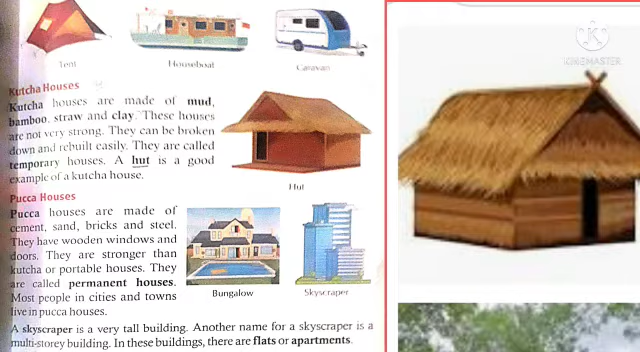 Tent
Houseboat
Caravan
Kutcha Houses
Kutcha houses are made of mud,
bamboo, straw and clay. These houses
are not very strong. They can be broken
down and rebuilt easily. They are called
temporary houses. A hut is a good
example of a kutcha house.
Hut
Pucca Houses
Pucca houses are made of
cement, sand, bricks and steel.
They have wooden windows and
doors. They are stronger than
kutcha or portable houses. They
are called permanent houses.
Most people in cities and towns
live in pucca houses.
Bungalow
Skyscraper
A skyscraper is a very tall building. Another name for a skyscraper is a
multi-storey building. In these buildings, there are flats or apartments.
KINEMASTER